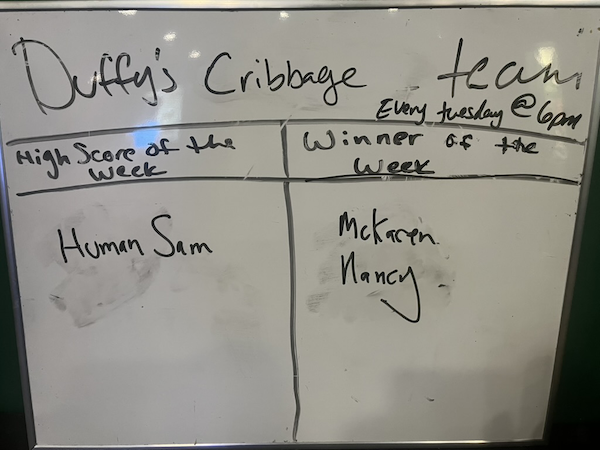 Duffy's Cribbage team
Every tuesday @ 6pm
High Score of the Week
Winner of the Week
Human Sam
McKaren
Nancy